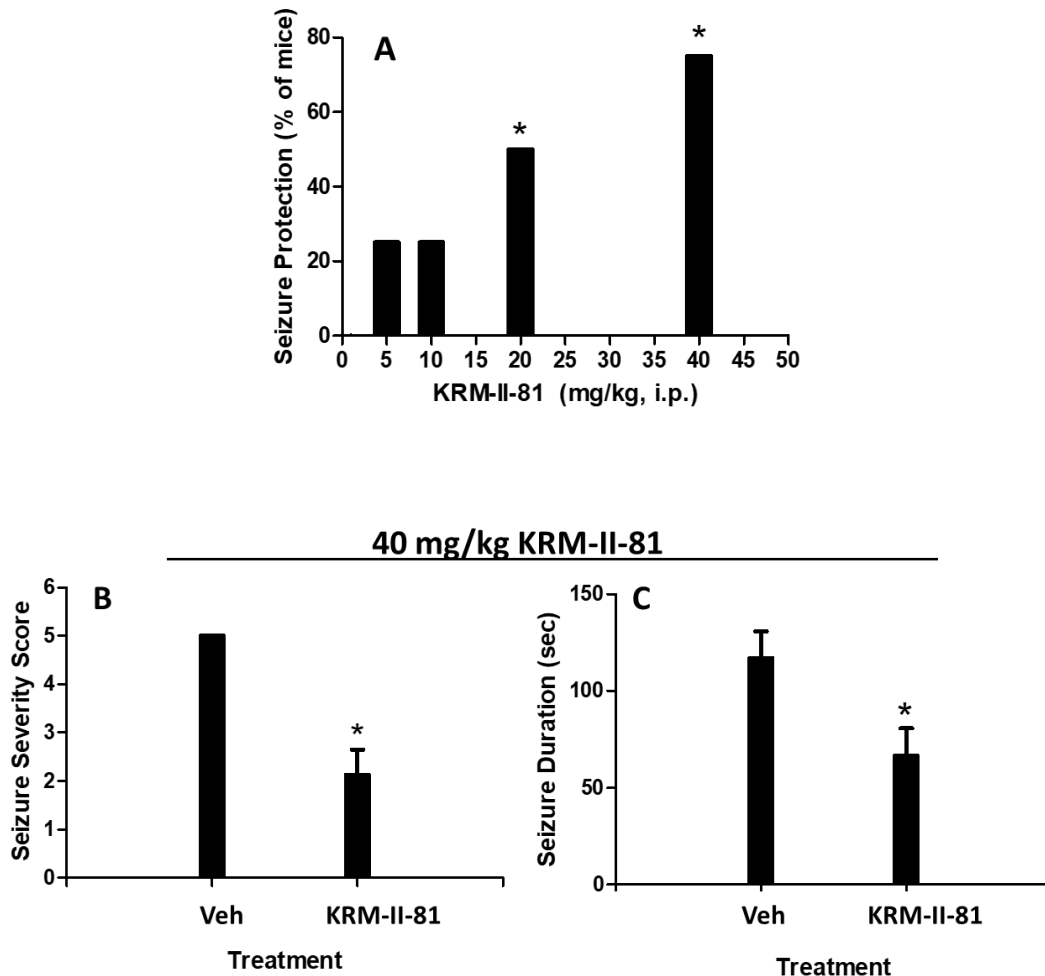 A
Seizure Protection (% of mice)
80
60
40
20
0
*
*
0 5 10 15 20 25 30 35 40 45 50
KRM-II-81 (mg/kg, i.p.)
40 mg/kg KRM-II-81
B
Seizure Severity Score
6
5
4
3
2
1
0
*
Veh KRM-II-81
Treatment
C
Seizure Duration (sec)
150
100
50
0
*
Veh KRM-II-81
Treatment